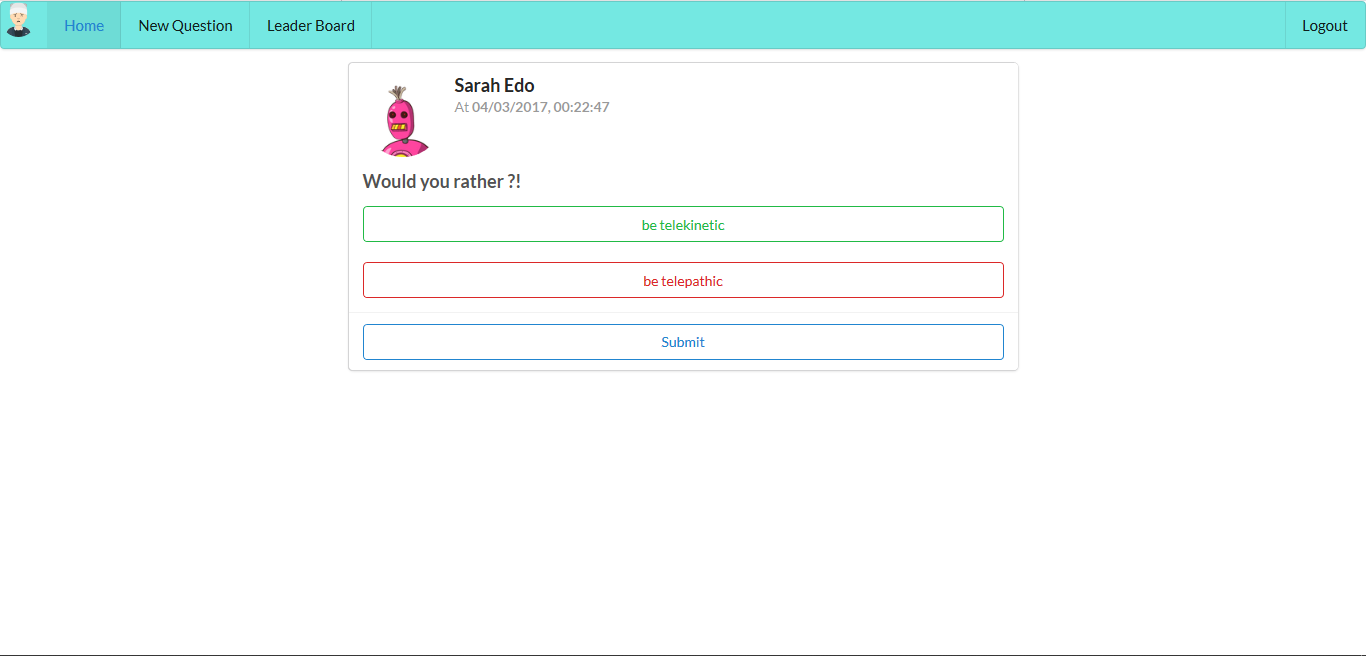 Home New Question Leader Board Logout
Sarah Edo
At 04/03/2017, 00:22:47
Would you rather ?!
be telekinetic
be telepathic
Submit